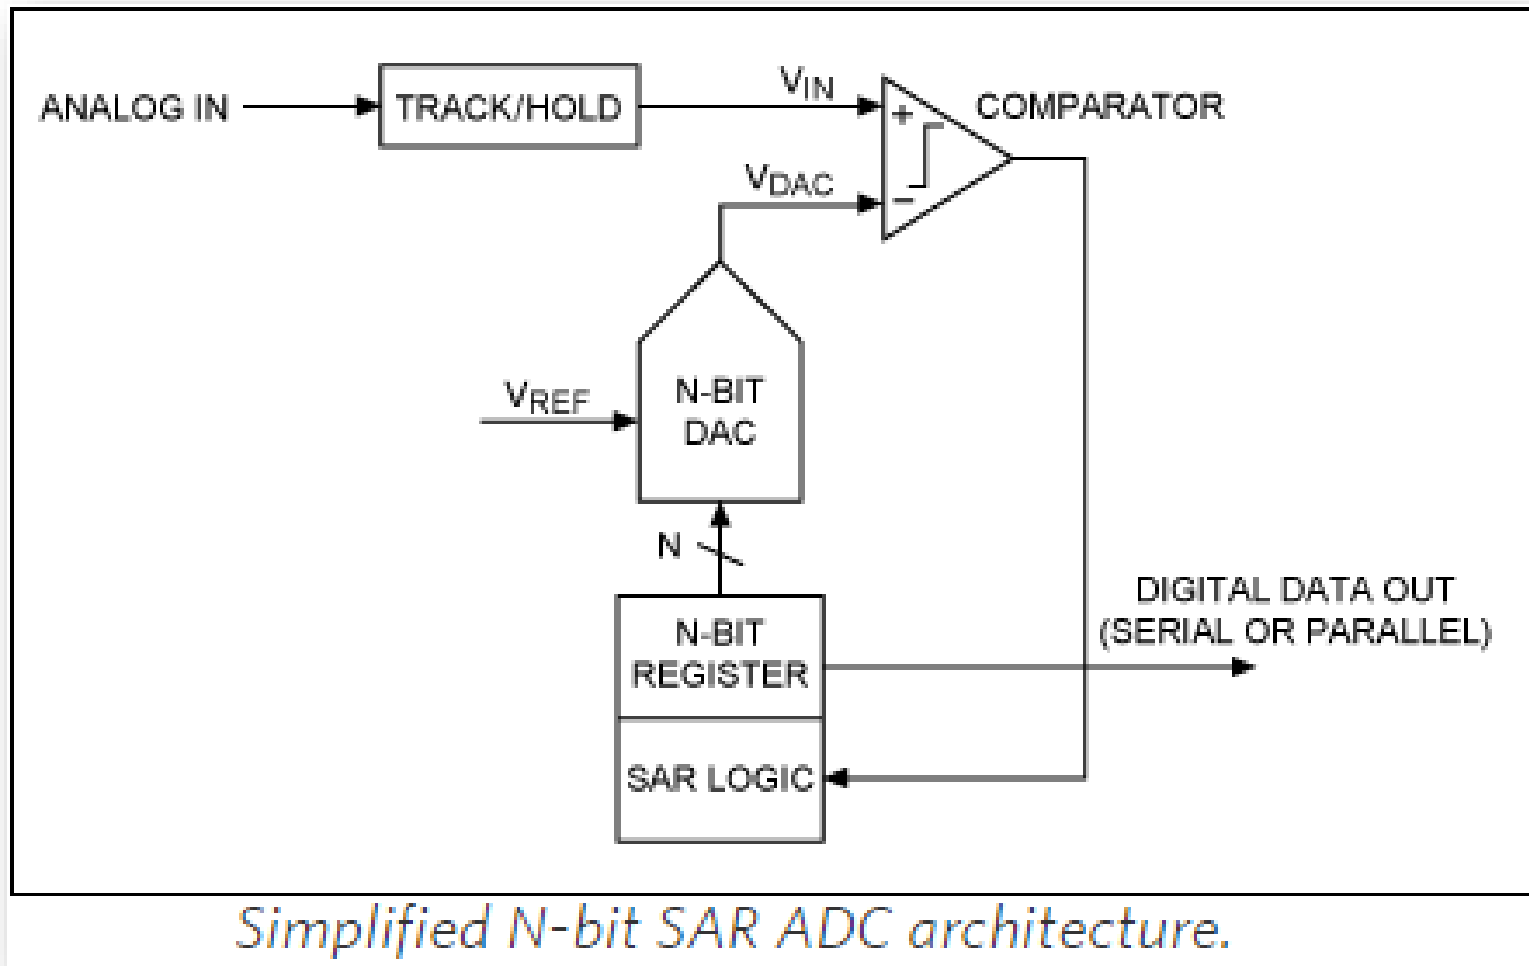 ANALOG IN
TRACK/HOLD
VIN
COMPARATOR
+
VDAC
−
VREF
N-BIT
DAC
N
N-BIT
REGISTER
DIGITAL DATA OUT
(SERIAL OR PARALLEL)
SAR LOGIC
Simplified N-bit SAR ADC architecture.